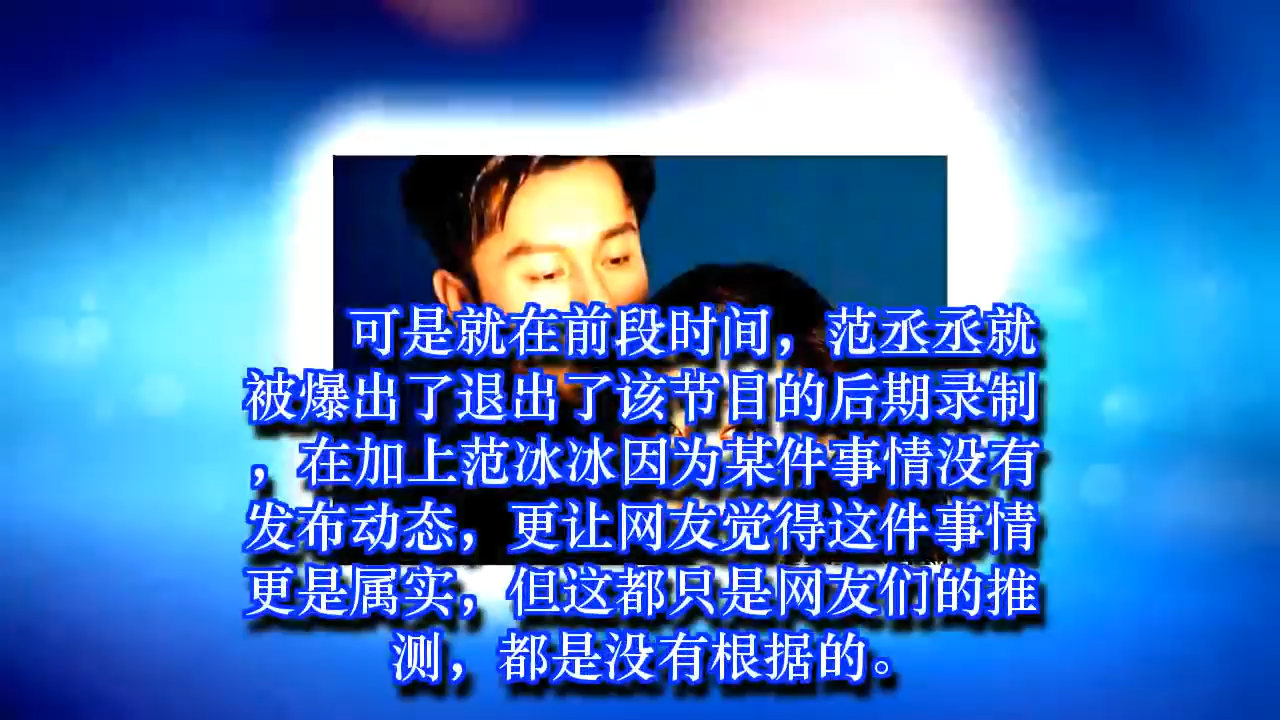 可是就在前段时间，范丞丞就
被爆出了退出了该节目的后期录制
，在加上范冰冰因为某件事情没有
发布动态，更让网友觉得这件事情
更是属实，但这都只是网友们的推
测，都是没有根据的。